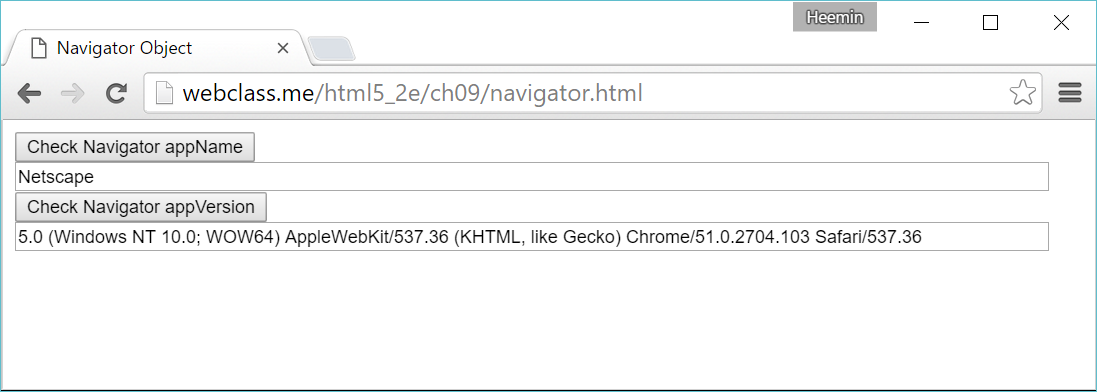 Heemin
Navigator Object
webclass.me/html5_2e/ch09/navigator.html
Check Navigator appName
Netscape
Check Navigator appVersion
5.0 (Windows NT 10.0; WOW64) AppleWebKit/537.36 (KHTML, like Gecko) Chrome/51.0.2704.103 Safari/537.36